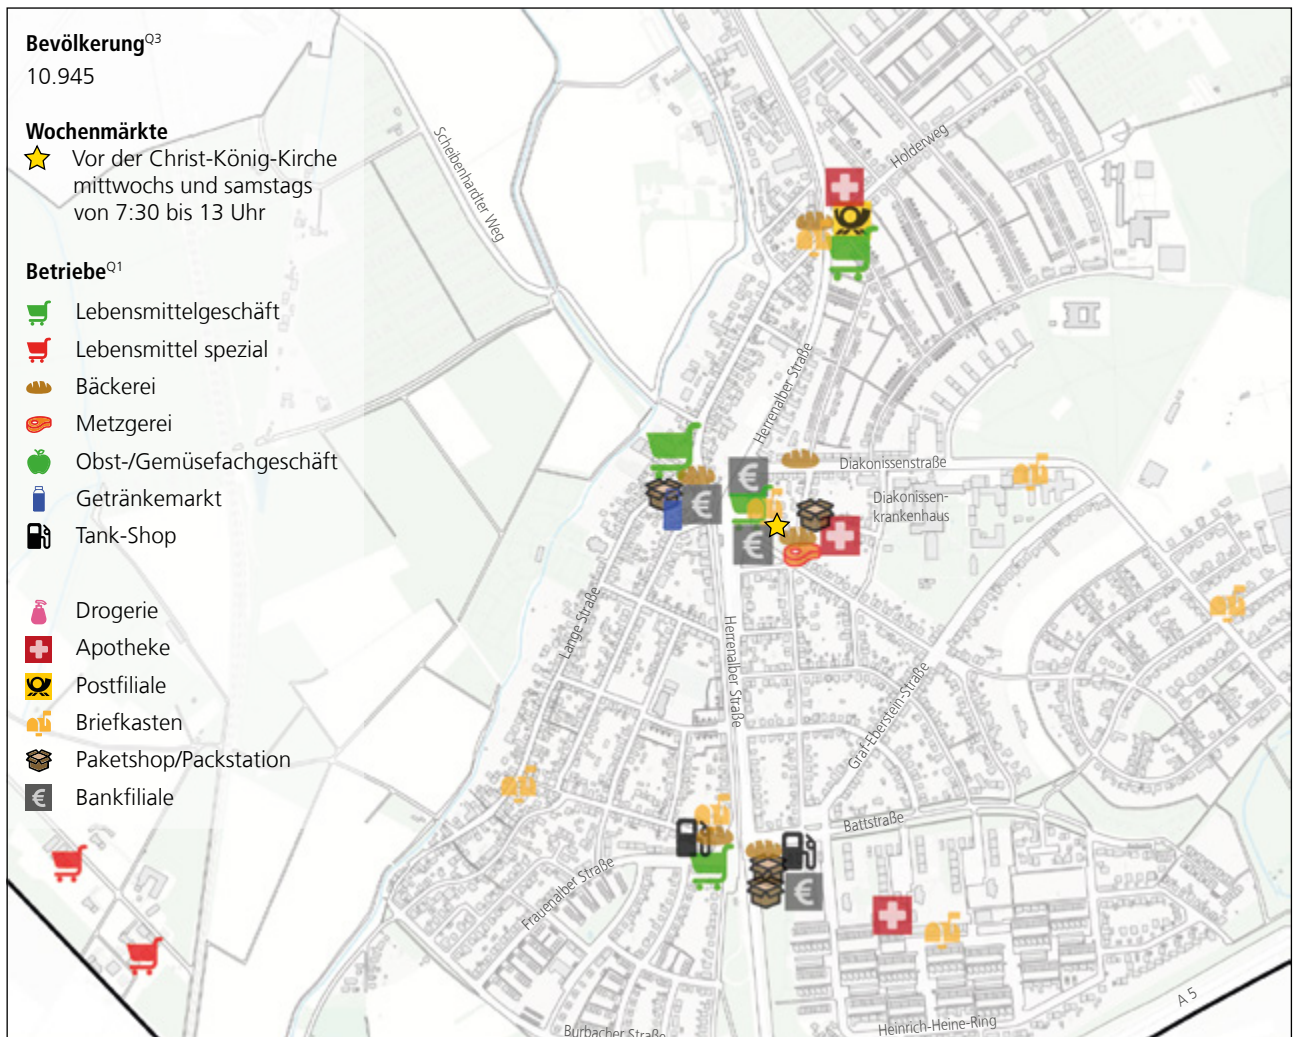 Bevölkerung Q3
10.945
Wochenmärkte
Vor der Christ-König-Kirche
mittwochs und samstags
von 7:30 bis 13 Uhr
Betriebe Q1
Lebensmittelgeschäft
Lebensmittel spezial
Bäckerei
Metzgerei
Obst-/Gemüsefachgeschäft
Getränkemarkt
Tank-Shop
Drogerie
Apotheke
Postfiliale
Briefkasten
Paketshop/Packstation
€ Bankfiliale
Scheibenhardter Weg
Holderweg
Herrenalber Straße
€
Diakonissenstraße
Diakonissen-
krankenhaus
€
€
Lange Straße
Herrenalber Straße
Graf-Eberstein-Straße
Battstraße
Frauenalber Straße
€
A 5
Burbacher Straße
Heinrich-Heine-Ring